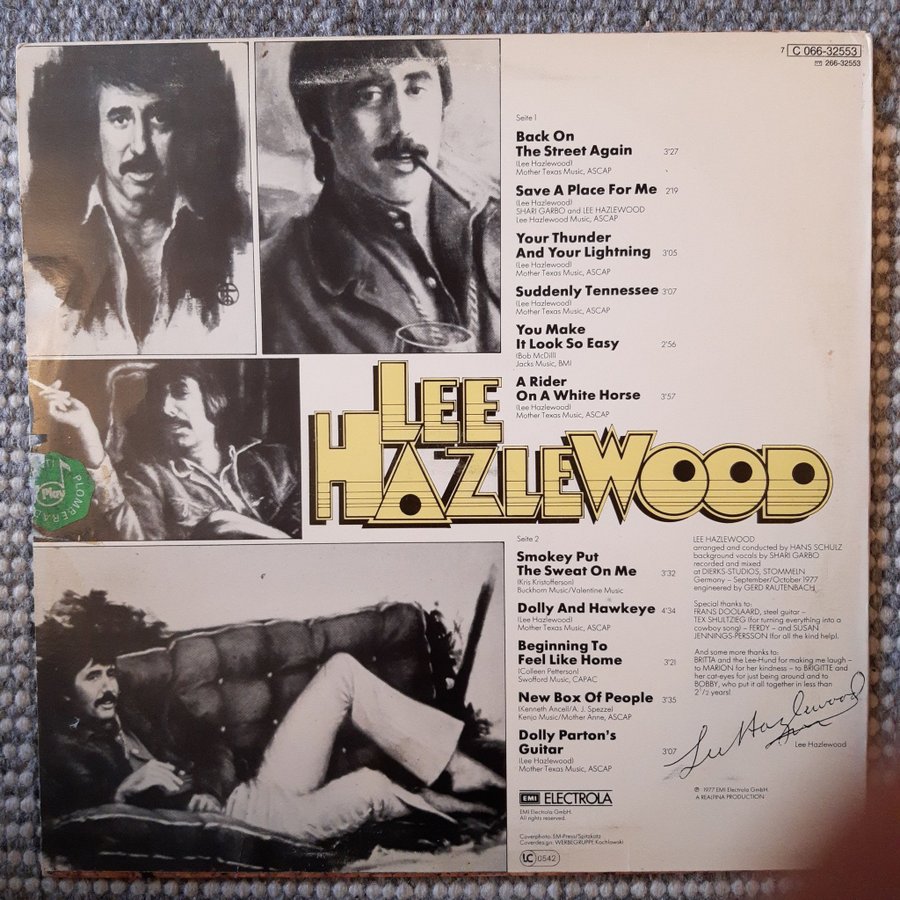 7 C 066-32553
EMI 266-32553
Seite 1
Back On
The Street Again 3'27
(Lee Hazlewood)
Mother Texas Music, ASCAP
Save A Place For Me 2'19
(Lee Hazlewood)
SHARI GARBO and LEE HAZLEWOOD
Lee Hazlewood Music, ASCAP
Your Thunder
And Your Lightning 3'05
(Lee Hazlewood)
Mother Texas Music, ASCAP
Suddenly Tennessee 3'07
(Lee Hazlewood)
Mother Texas Music, ASCAP
You Make
It Look So Easy 2'56
(Bob McDill)
Jacks Music, BMI
A Rider
On A White Horse 3'57
(Lee Hazlewood)
Mother Texas Music, ASCAP
LEE
HAZLEWOOD
Play
PLOMBERAD
Seite 2
Smokey Put
The Sweat On Me 3'32
(Kris Kristofferson)
Buckhorn Music/Valentine Music
Dolly And Hawkeye 4'34
(Lee Hazlewood)
Mother Texas Music, ASCAP
Beginning To
Feel Like Home 3'21
(Colleen Petterson)
Swofford Music, CAPAC
New Box Of People 3'35
(Kenneth Ancell/A. J. Spezze)
Kenjo Music/Mother Anne, ASCAP
Dolly Parton's
Guitar 3'07
(Lee Hazlewood)
Mother Texas Music, ASCAP
LEE HAZLEWOOD
arranged and conducted by HANS SCHULZ
background vocals by SHARI GARBO
recorded and mixed
at DIERKS-STUDIOS, STOMMELN
Germany – September/October 1977
engineered by GERD RAUTENBACH
Special thanks to:
FRANS DOOLAARD, steel guitar –
TEX SHULTZIEG (for turning everything into a
cowboy song) – FERDY – and SUSAN
JENNINGS-PERSSON (for all the kind help).
And some more thanks to:
BRITTA and the Lee-Hund for making me laugh –
to MARION for her kindness – to BRIGITTE and
her cat-eyes for just being around and to
BOBBY, who put it all together in less than
2 1/2 years!
Lee Hazlewood
Lee Hazlewood
℗ 1977 EMI Electrola GmbH.
A REALFINA PRODUCTION
EMI ELECTROLA
EMI Electrola GmbH.
All rights reserved.
Coverphoto: SM-Press/Spitzkatz
Coverdesign: WERBEGRUPPE Kochlowski
LC 0542